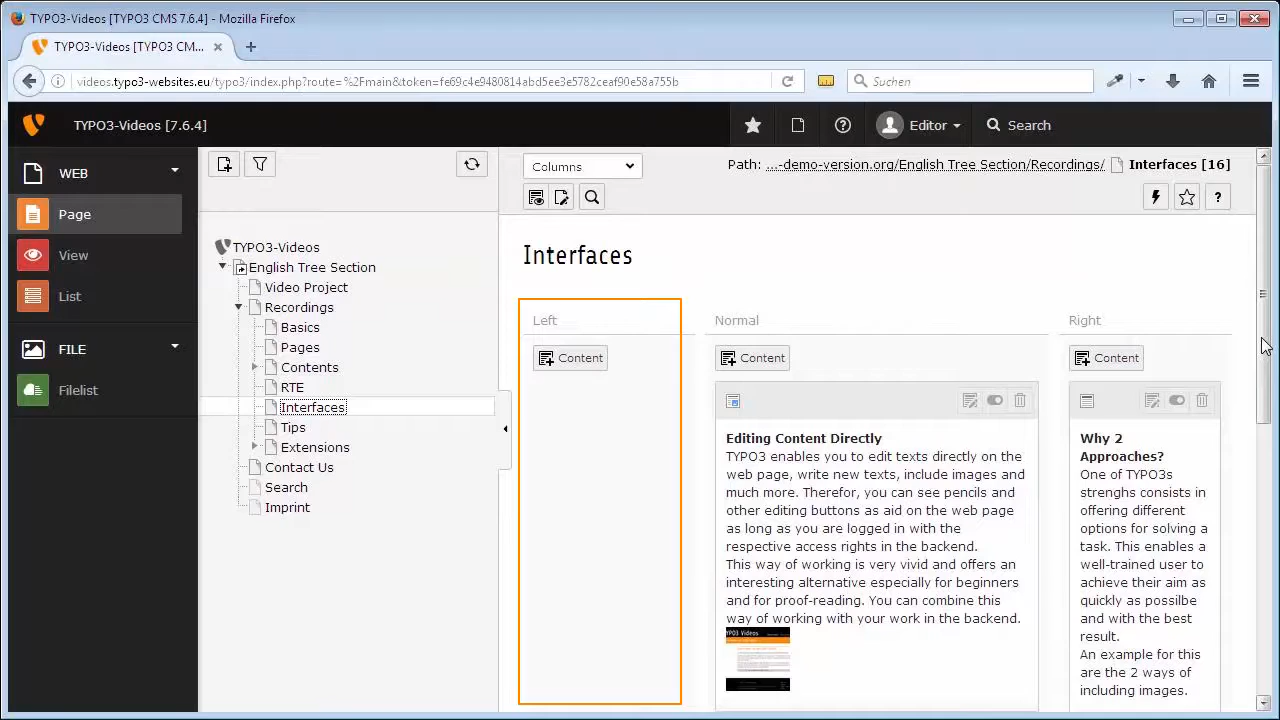 TYPO3-Videos [TYPO3 CMS 7.6.4] - Mozilla Firefox
TYPO3-Videos [TYPO3 CM...
videos.typo3-websites.eu/typo3/index.php?route=%2Fmain&token=fe69c4e9480814abd5ee3e5782ceaf90e58a755b
Suchen
TYPO3-Videos [7.6.4]
Editor
Search
WEB
Page
View
List
FILE
Filelist
TYPO3-Videos
English Tree Section
Video Project
Recordings
Basics
Pages
Contents
RTE
Interfaces
Tips
Extensions
Contact Us
Search
Imprint
Columns
Path: ...-demo-version.org/English Tree Section/Recordings/ Interfaces [16]
Interfaces
Left
Content
Normal
Content
Editing Content Directly
TYPO3 enables you to edit texts directly on the
web page, write new texts, include images and
much more. Therefor, you can see pencils and
other editing buttons as aid on the web page
as long as you are logged in with the
respective access rights in the backend.
This way of working is very vivid and offers an
interesting alternative especially for beginners
and for proof-reading. You can combine this
way of working with your work in the backend.
TYPO3 Videos
Right
Content
Why 2
Approaches?
One of TYPO3s
strenghs consists in
offering different
options for solving a
task. This enables a
well-trained user to
achieve their aim as
quickly as possilbe
and with the best
result.
An example for this
are the 2 ways of
including images.